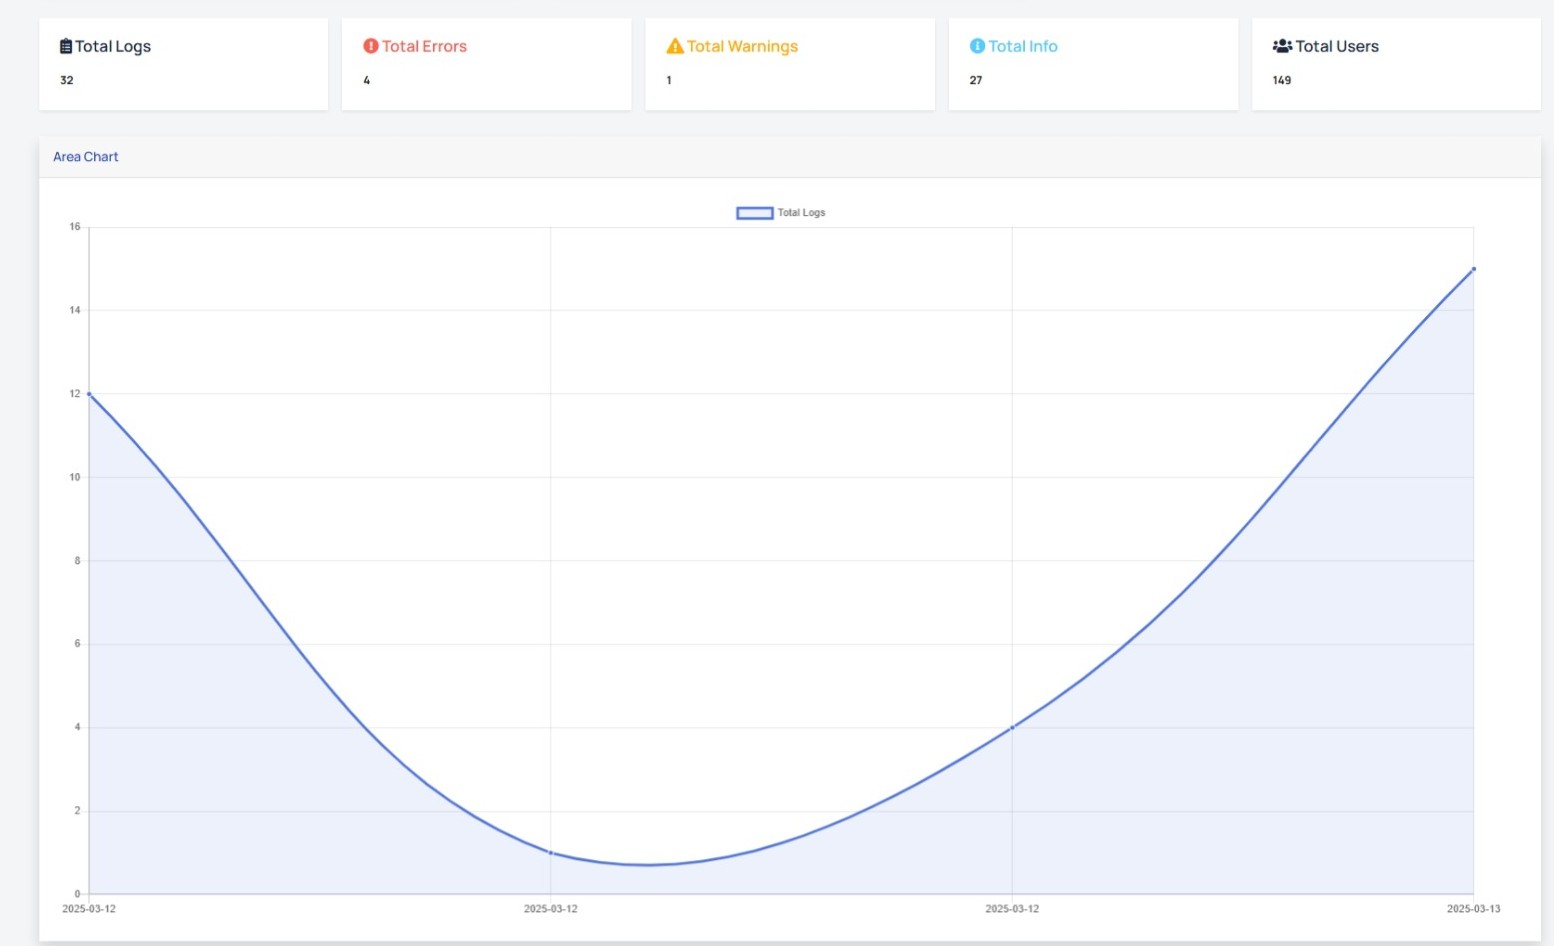 Total Logs
32
Total Errors
4
Total Warnings
1
Total Info
27
Total Users
149
Area Chart
Total Logs
16
14
12
10
8
6
4
2
0
2025-03-12
2025-03-12
2025-03-12
2025-03-13